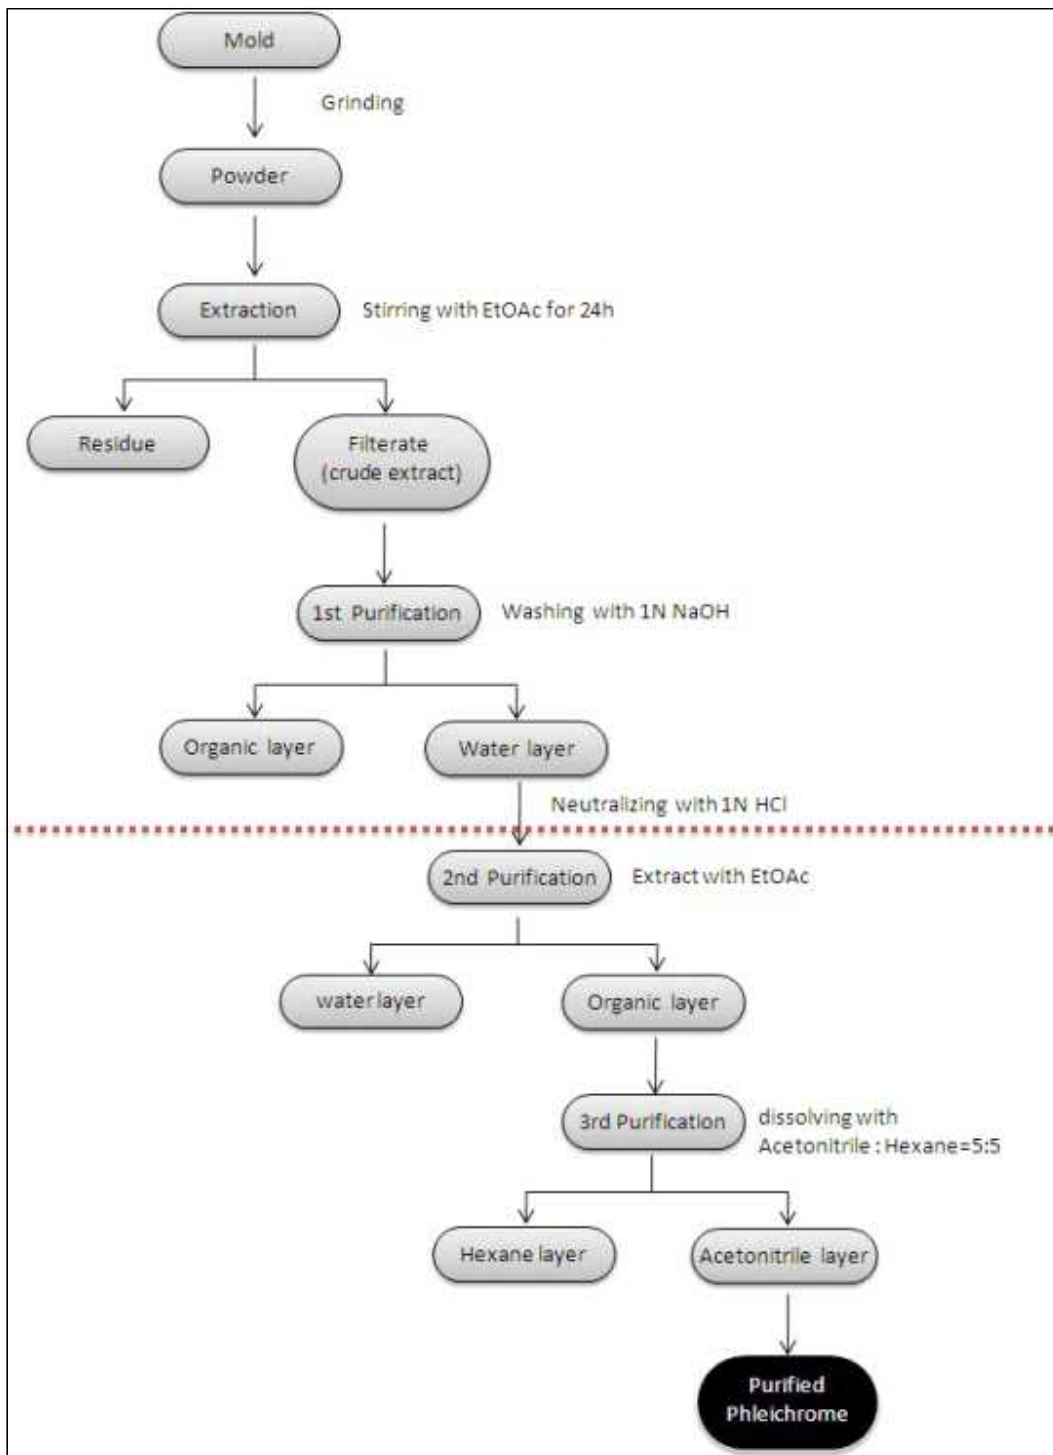 Mold
Grinding
Powder
Extraction
Stirring with EtOAc for 24h
Residue
Filterate
(crude extract)
1st Purification
Washing with 1N NaOH
Organic layer
Water layer
Neutralizing with 1N HCl
2nd Purification
Extract with EtOAc
water layer
Organic layer
3rd Purification
dissolving with
Acetonitrile : Hexane=5:5
Hexane layer
Acetonitrile layer
Purified
Phleichrome